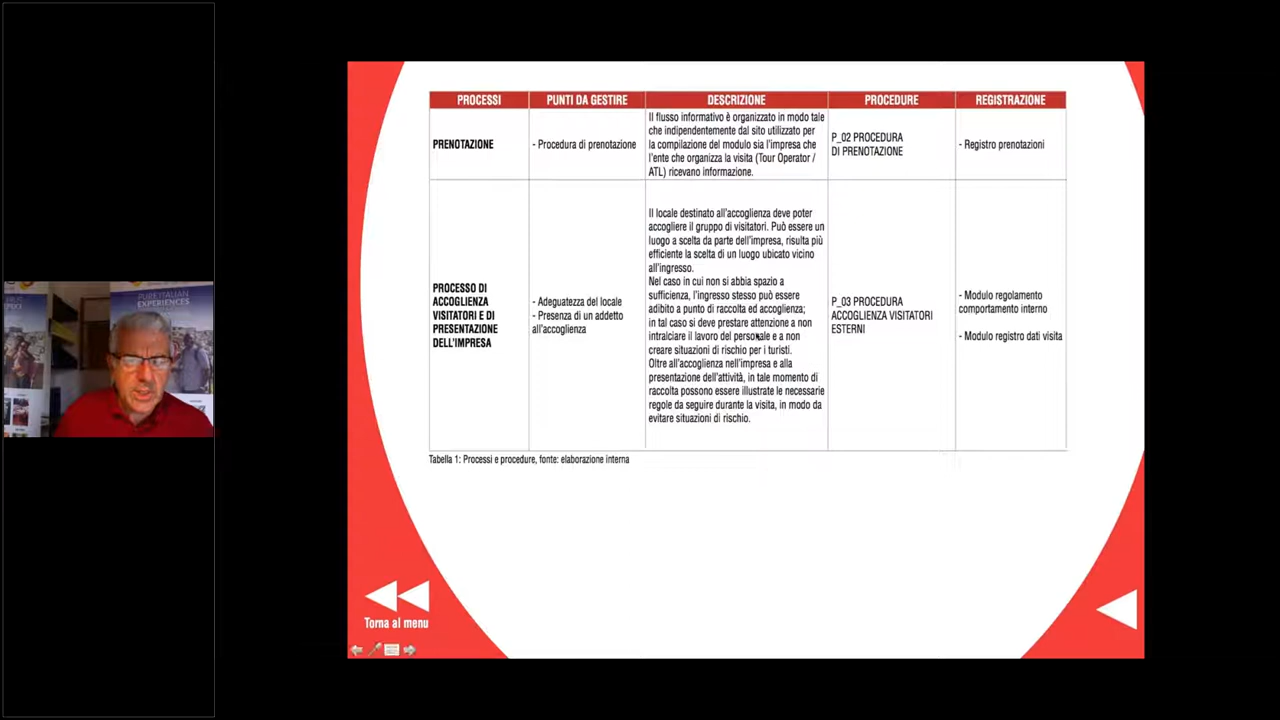 PROCESSI
PUNTI DA GESTIRE
DESCRIZIONE
PROCEDURE
REGISTRAZIONE
PRENOTAZIONE
- Procedura di prenotazione
Il flusso informativo è organizzato in modo tale
che indipendentemente dal sito utilizzato per
la compilazione del modulo sia l'impresa che
l'ente che organizza la visita (Tour Operator /
ATL) ricevano informazione.
P_02 PROCEDURA
DI PRENOTAZIONE
- Registro prenotazioni
PROCESSO DI
ACCOGLIENZA
VISITATORI E DI
PRESENTAZIONE
DELL'IMPRESA
- Adeguatezza del locale
- Presenza di un addetto
all'accoglienza
Il locale destinato all'accoglienza deve poter
accogliere il gruppo di visitatori. Può essere un
luogo a scelta da parte dell'impresa, risulta più
efficiente la scelta di un luogo ubicato vicino
all'ingresso.
Nel caso in cui non si abbia spazio a
sufficienza, l'ingresso stesso può essere
adibito a punto di raccolta ed accoglienza;
in tal caso si deve prestare attenzione a non
intralciare il lavoro del personale e a non
creare situazioni di rischio per i turisti.
Oltre all'accoglienza nell'impresa e alla
presentazione dell'attività, in tale momento di
raccolta possono essere illustrate le necessarie
regole da seguire durante la visita, in modo da
evitare situazioni di rischio.
P_03 PROCEDURA
ACCOGLIENZA VISITATORI
ESTERNI
- Modulo regolamento
comportamento interno
- Modulo registro dati visita
Tabella 1: Processi e procedure, fonte: elaborazione interna
Torna al menu
PURE ITALIAN
EXPERIENCES